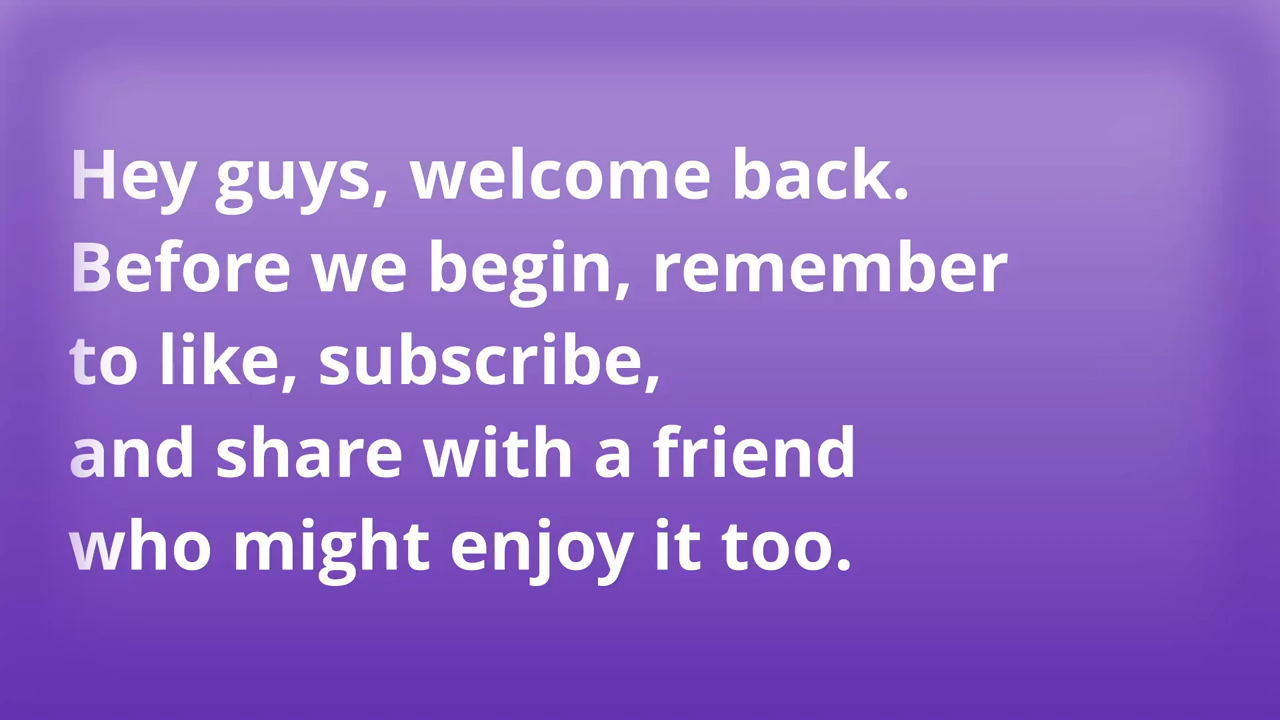 Hey guys, welcome back.
Before we begin, remember
to like, subscribe,
and share with a friend
who might enjoy it too.